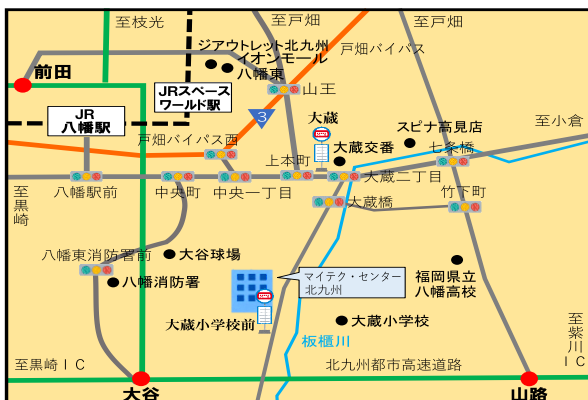 至枝光
至戸畑
至戸畑
ジアウトレット北九州
イオンモール
八幡東
戸畑バイパス
前田
JRスペース
ワールド駅
山王
JR
八幡駅
3
大蔵
スピナ高見店
至小倉
戸畑バイパス西
大蔵交番
七条橋
上本町
至黒崎
八幡駅前
中央町
中央一丁目
大蔵二丁目
竹下町
大蔵橋
八幡東消防署前
大谷球場
八幡消防署
マイテク・センター
北九州
福岡県立
八幡高校
大蔵小学校前
大蔵小学校
板櫃川
至紫川IC
至黒崎IC
北九州都市高速道路
大谷
山路